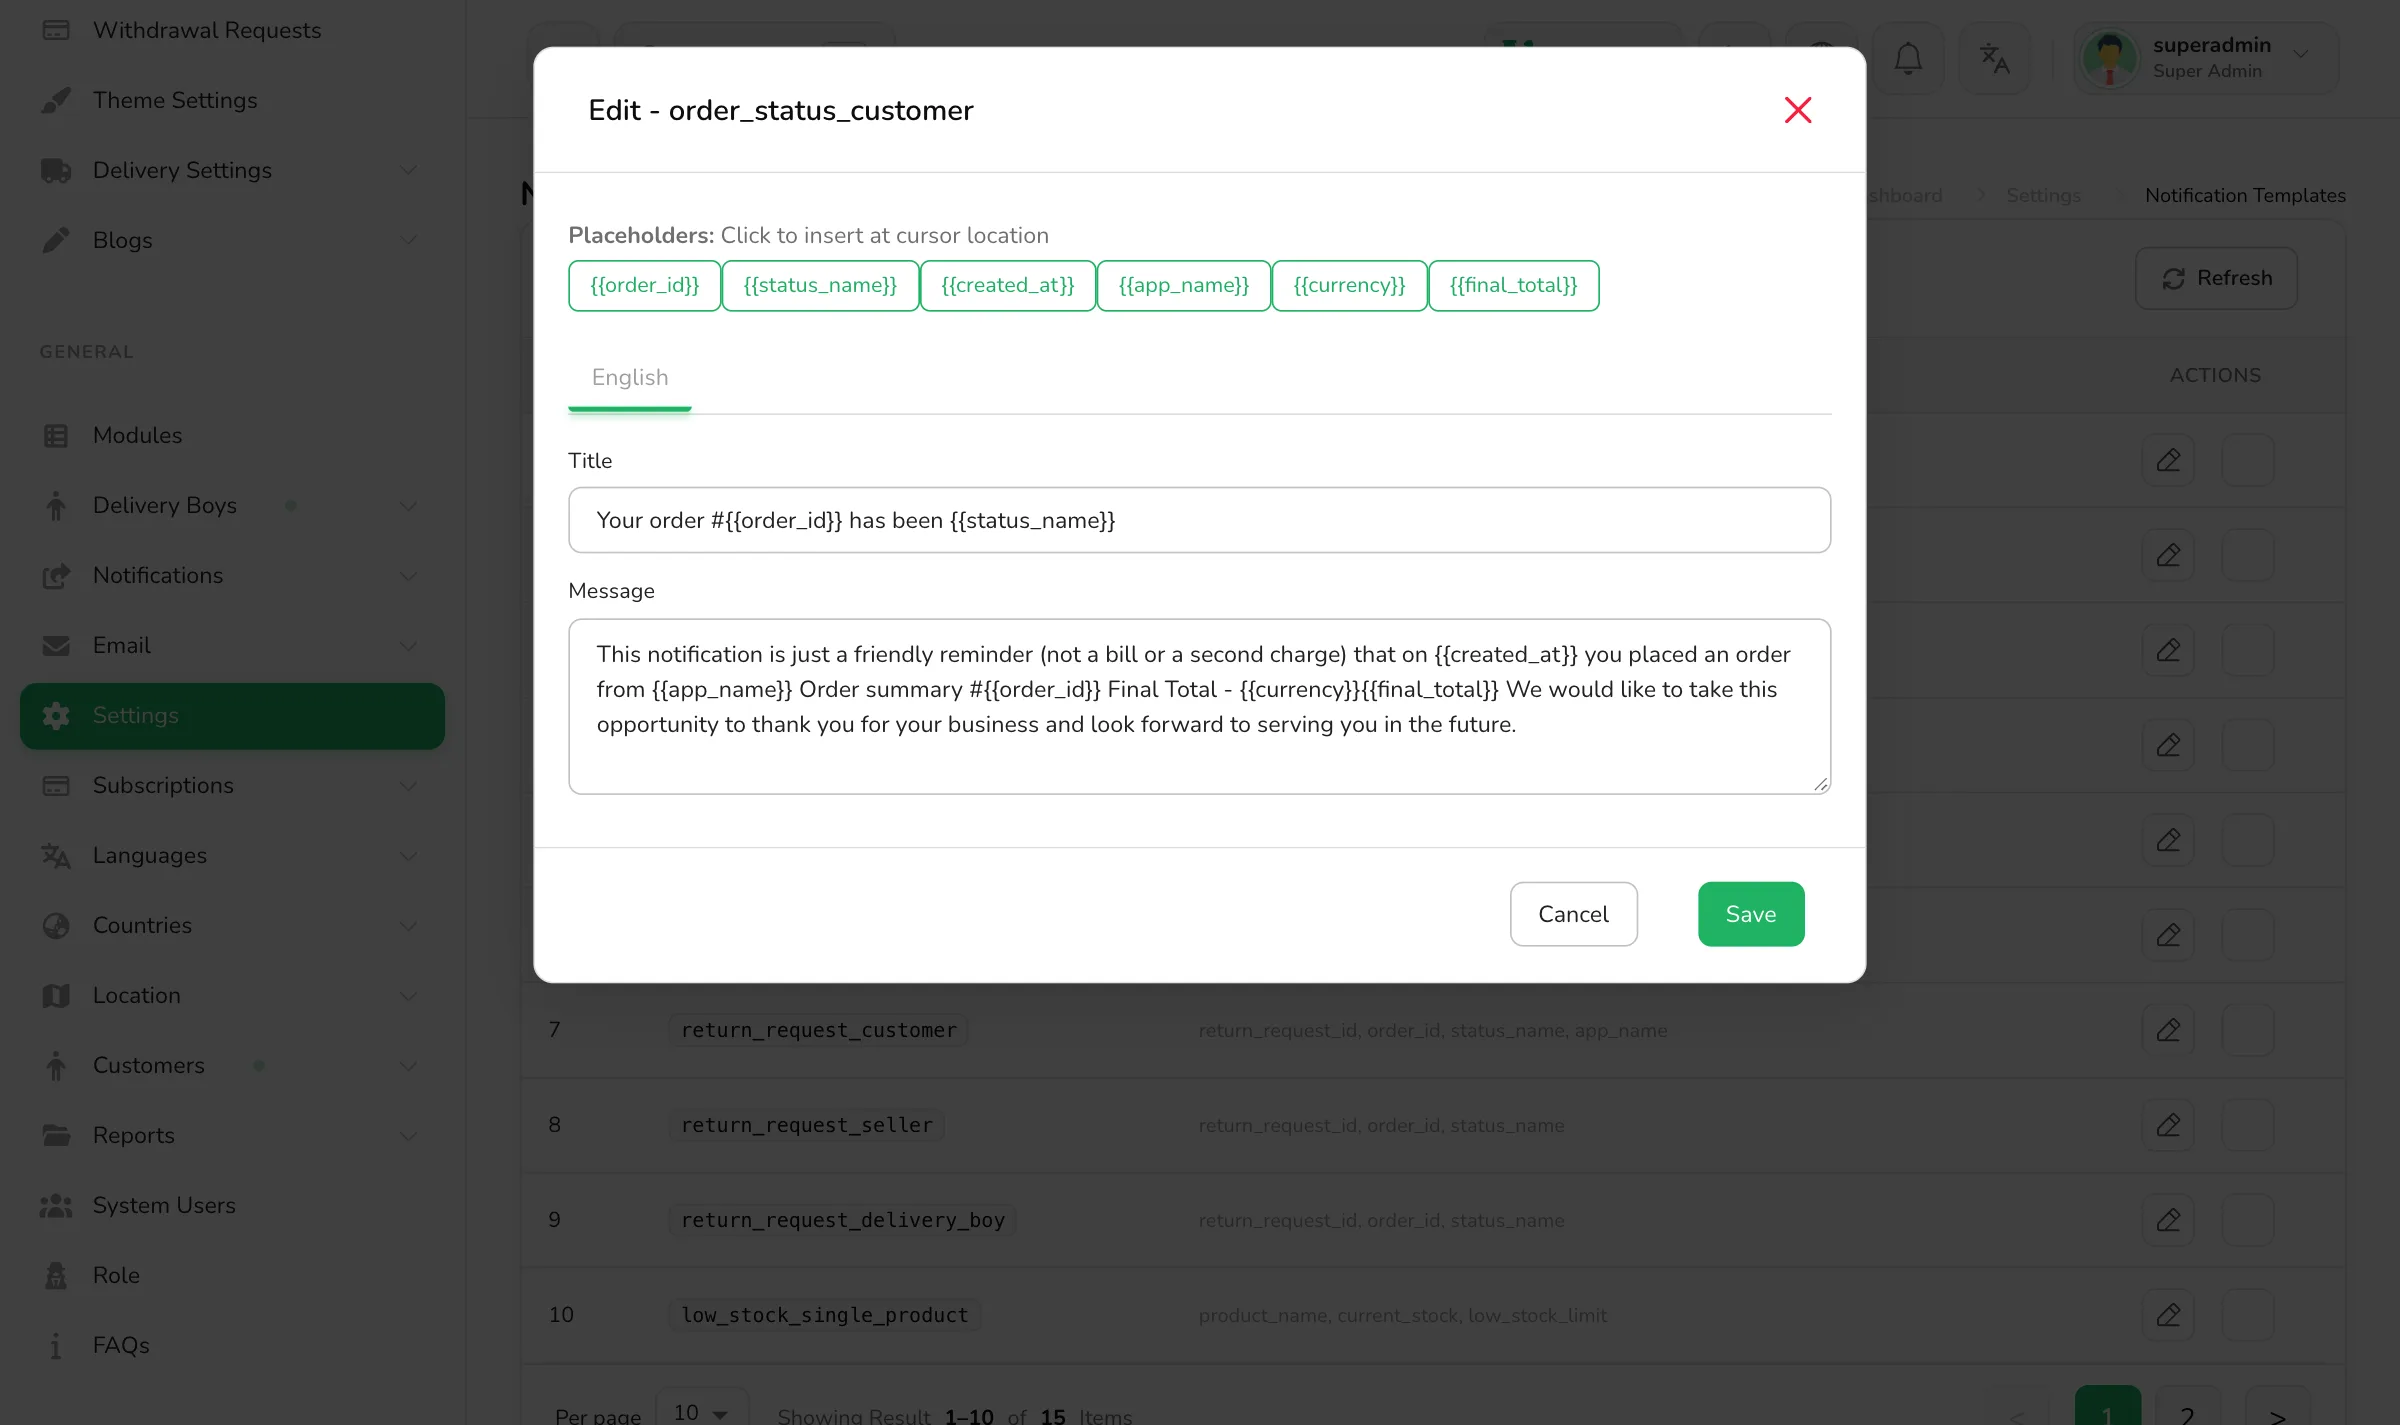 Withdrawal Requests
Theme Settings
Delivery Settings
Blogs
GENERAL
Modules
Delivery Boys
Notifications
Email
Settings
Subscriptions
Languages
Countries
Location
Customers
Reports
System Users
Role
FAQs
superadmin
Super Admin
Settings
Notification Templates
Refresh
ACTIONS
Edit - order_status_customer
Placeholders: Click to insert at cursor location
{{order_id}} {{status_name}} {{created_at}} {{app_name}} {{currency}} {{final_total}}
English
Title
Your order #{{order_id}} has been {{status_name}}
Message
This notification is just a friendly reminder (not a bill or a second charge) that on {{created_at}} you placed an order
from {{app_name}} Order summary #{{order_id}} Final Total - {{currency}}{{final_total}} We would like to take this
opportunity to thank you for your business and look forward to serving you in the future.
Cancel Save
7 return_request_customer return_request_id, order_id, status_name, app_name
8 return_request_seller return_request_id, order_id, status_name
9 return_request_delivery_boy return_request_id, order_id, status_name
10 low_stock_single_product product_name, current_stock, low_stock_limit
Per page 10 Showing Result 1–10 of 15 Items < 1 2 >